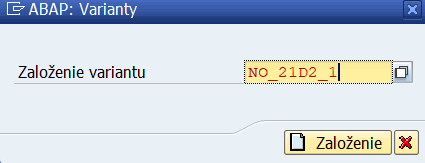 ABAP: Varianty
Založenie variantu NO_21D2_1
Založenie